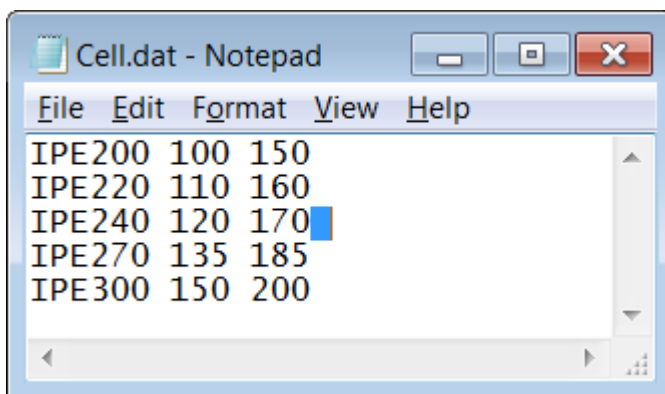 Cell.dat - Notepad
File Edit Format View Help
IPE200 100 150
IPE220 110 160
IPE240 120 170
IPE270 135 185
IPE300 150 200